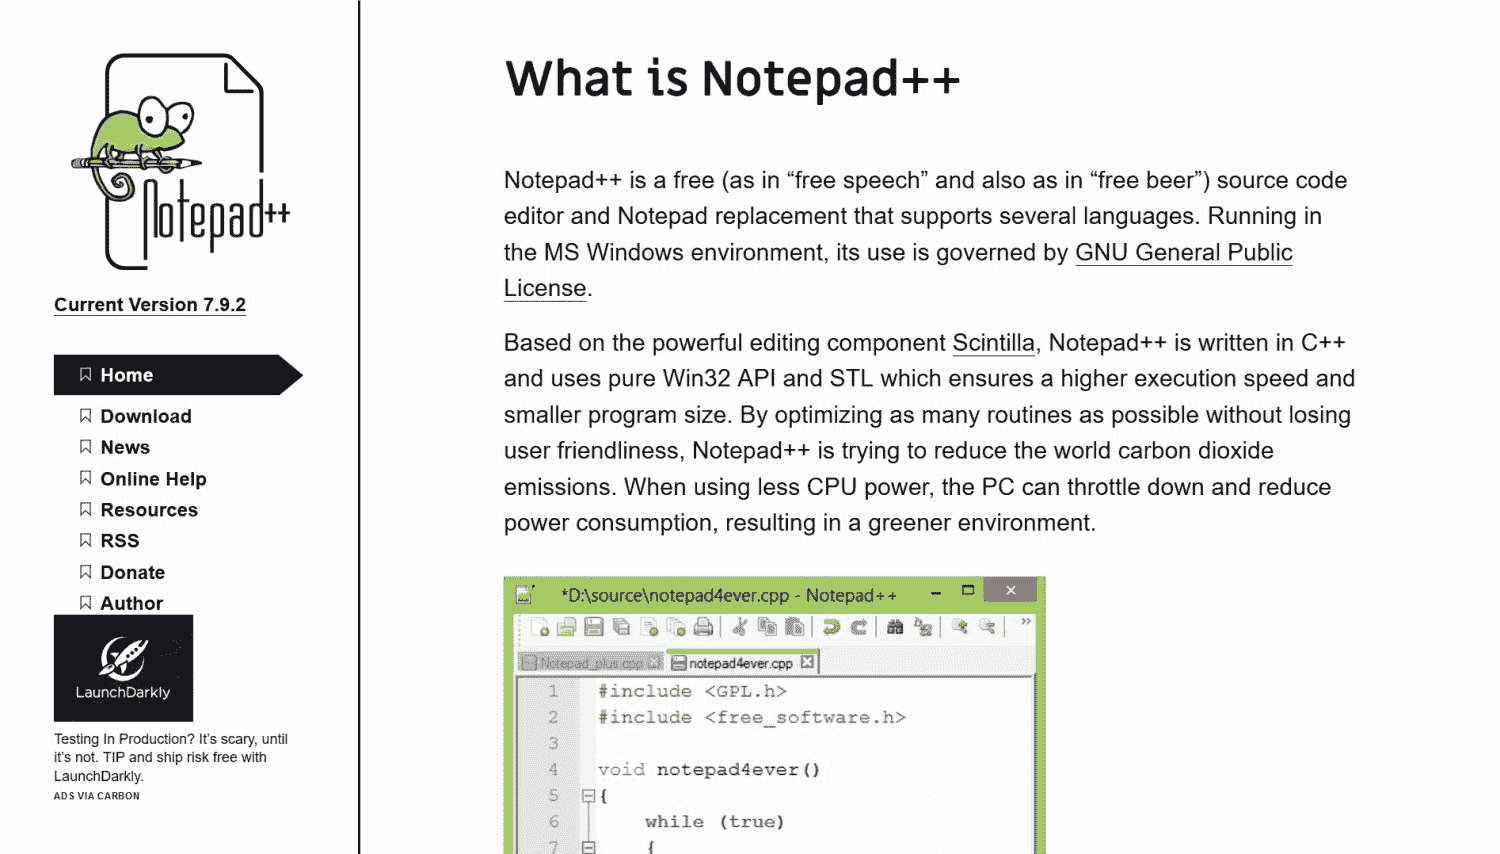 Notepad++
Current Version 7.9.2
Home
Download
News
Online Help
Resources
RSS
Donate
Author
LaunchDarkly
Testing In Production? It’s scary, until
it’s not. TIP and ship risk free with
LaunchDarkly.
ADS VIA CARBON
What is Notepad++
Notepad++ is a free (as in “free speech” and also as in “free beer”) source code
editor and Notepad replacement that supports several languages. Running in
the MS Windows environment, its use is governed by GNU General Public
License.
Based on the powerful editing component Scintilla, Notepad++ is written in C++
and uses pure Win32 API and STL which ensures a higher execution speed and
smaller program size. By optimizing as many routines as possible without losing
user friendliness, Notepad++ is trying to reduce the world carbon dioxide
emissions. When using less CPU power, the PC can throttle down and reduce
power consumption, resulting in a greener environment.
*D:\source\notepad4ever.cpp - Notepad++
Notepad_plus.cpp notepad4ever.cpp
1 #include <GPL.h>
2 #include <free_software.h>
3
4 void notepad4ever()
5 {
6 while (true)
7 {